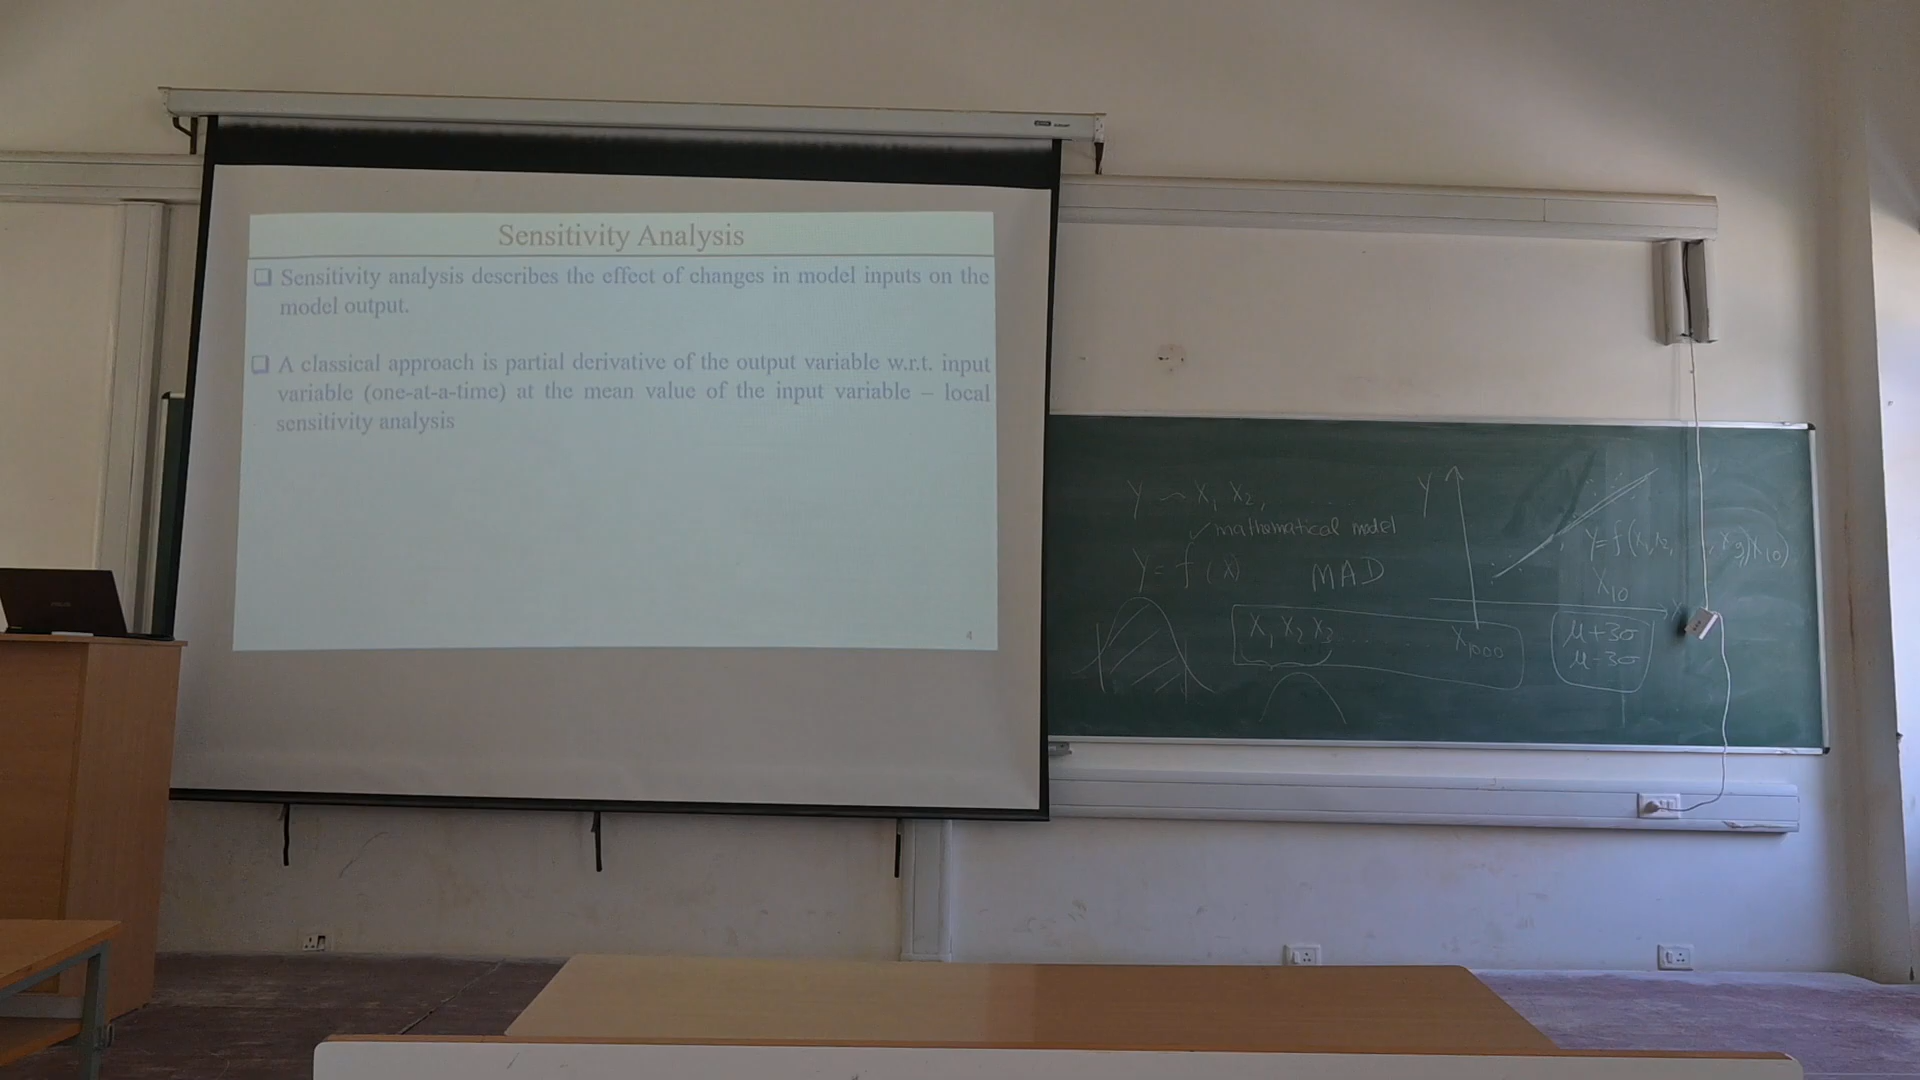 Sensitivity Analysis
Sensitivity analysis describes the effect of changes in model inputs on the
model output.
A classical approach is partial derivative of the output variable w.r.t. input
variable (one-at-a-time) at the mean value of the input variable – local
sensitivity analysis
4
Y ~ X₁ X₂,
✓ mathematical model
Y = f(X)
MAD
X₁ X₂ X₃ ..... X₁₀₀₀
Y
Y=f(X₁,X₂, , X₉)X₁₀)
X₁₀
μ+3σ
μ-3σ